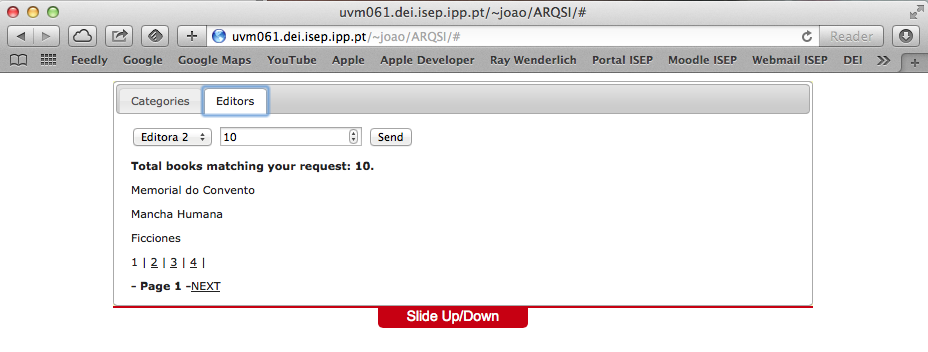 uvm061.dei.isep.ipp.pt/~joao/ARQSI/#
uvm061.dei.isep.ipp.pt/~joao/ARQSI/# Reader
Feedly Google Google Maps YouTube Apple Apple Developer Ray Wenderlich Portal ISEP Moodle ISEP Webmail ISEP DEI
Categories Editors
Editora 2 10 Send
Total books matching your request: 10.
Memorial do Convento
Mancha Humana
Ficciones
1 | 2 | 3 | 4 |
- Page 1 -NEXT
Slide Up/Down